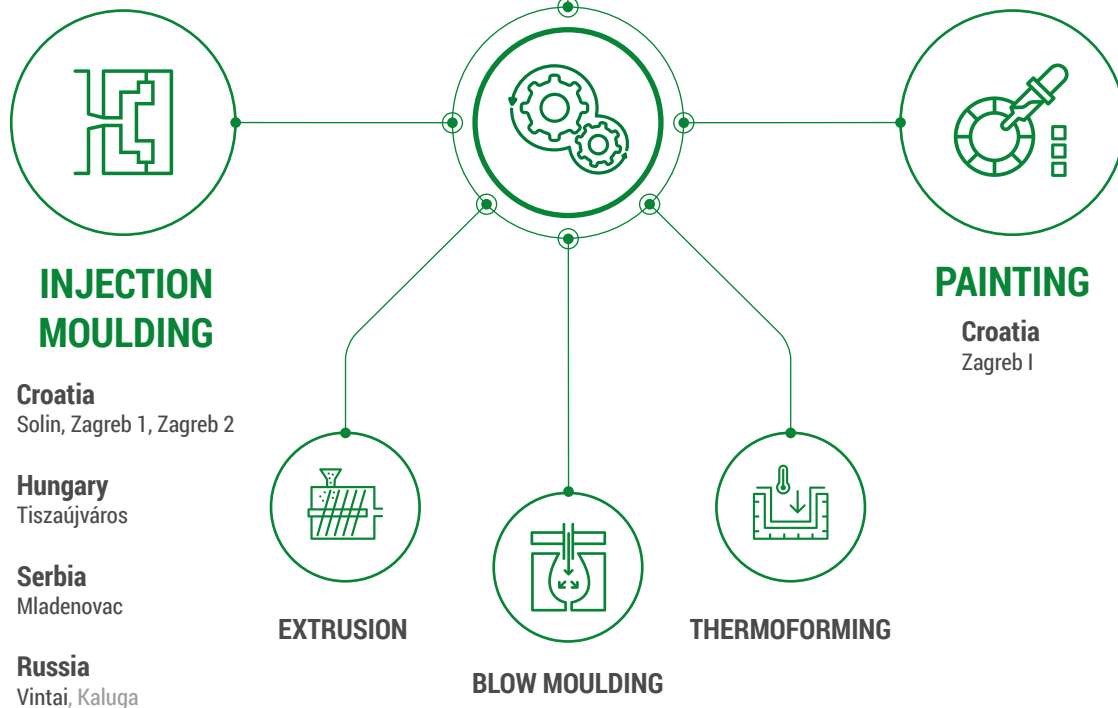 INJECTION
MOULDING
Croatia
Solin, Zagreb 1, Zagreb 2
Hungary
Tiszaújváros
Serbia
Mladenovac
Russia
Vintai, Kaluga
EXTRUSION
BLOW MOULDING
THERMOFORMING
PAINTING
Croatia
Zagreb I